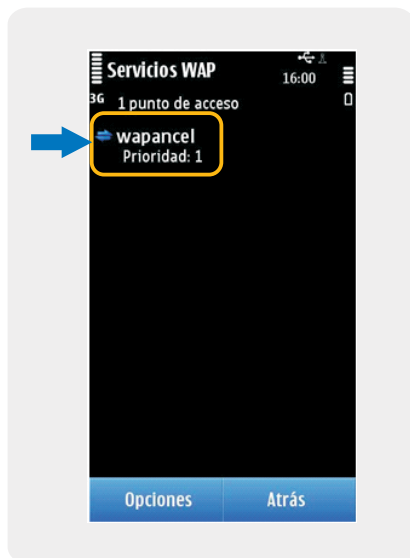 Servicios WAP
16:00
3G 1 punto de acceso
wapancel
Prioridad: 1
Opciones Atrás